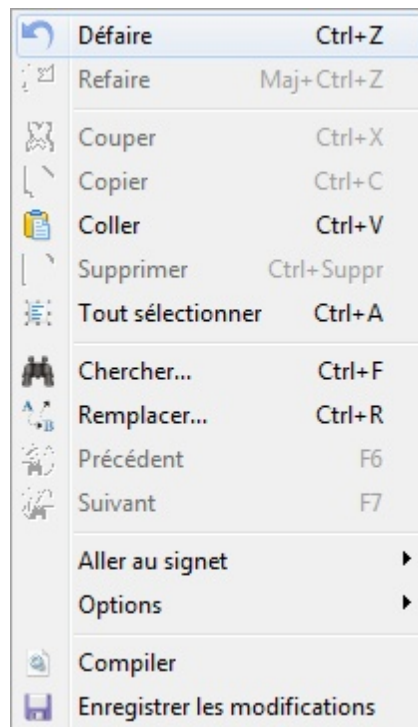 Défaire Ctrl+Z
Refaire Maj+Ctrl+Z
Couper Ctrl+X
Copier Ctrl+C
Coller Ctrl+V
Supprimer Ctrl+Suppr
Tout sélectionner Ctrl+A
Chercher... Ctrl+F
Remplacer... Ctrl+R
Précédent F6
Suivant F7
Aller au signet
Options
Compiler
Enregistrer les modifications